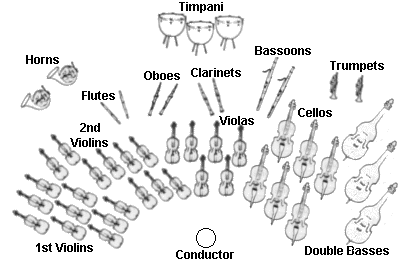 Timpani
Horns
Bassoons
Oboes
Clarinets
Trumpets
Flutes
2nd
Violins
Violas
Cellos
1st Violins
Conductor
Double Basses